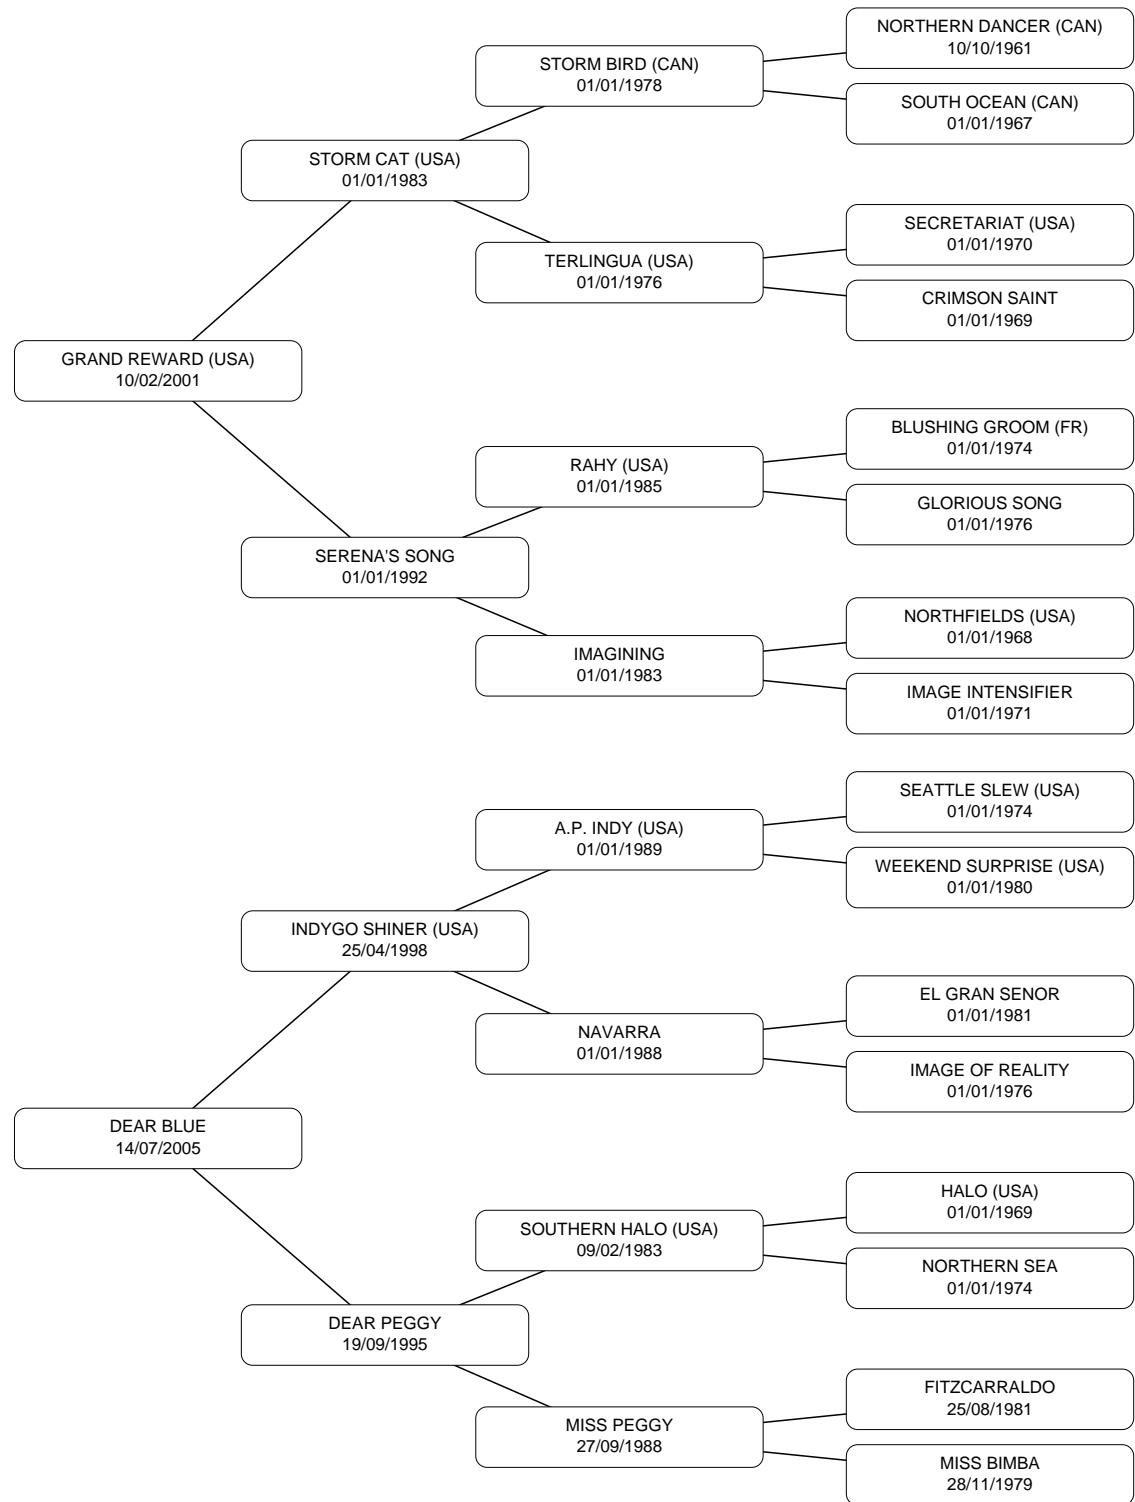 NORTHERN DANCER (CAN)
10/10/1961
STORM BIRD (CAN)
01/01/1978
SOUTH OCEAN (CAN)
01/01/1967
STORM CAT (USA)
01/01/1983
SECRETARIAT (USA)
01/01/1970
TERLINGUA (USA)
01/01/1976
CRIMSON SAINT
01/01/1969
GRAND REWARD (USA)
10/02/2001
BLUSHING GROOM (FR)
01/01/1974
RAHY (USA)
01/01/1985
GLORIOUS SONG
01/01/1976
SERENA'S SONG
01/01/1992
NORTHFIELDS (USA)
01/01/1968
IMAGINING
01/01/1983
IMAGE INTENSIFIER
01/01/1971
SEATTLE SLEW (USA)
01/01/1974
A.P. INDY (USA)
01/01/1989
WEEKEND SURPRISE (USA)
01/01/1980
INDYGO SHINER (USA)
25/04/1998
EL GRAN SENOR
01/01/1981
NAVARRA
01/01/1988
IMAGE OF REALITY
01/01/1976
DEAR BLUE
14/07/2005
HALO (USA)
01/01/1969
SOUTHERN HALO (USA)
09/02/1983
NORTHERN SEA
01/01/1974
DEAR PEGGY
19/09/1995
FITZCARRALDO
25/08/1981
MISS PEGGY
27/09/1988
MISS BIMBA
28/11/1979